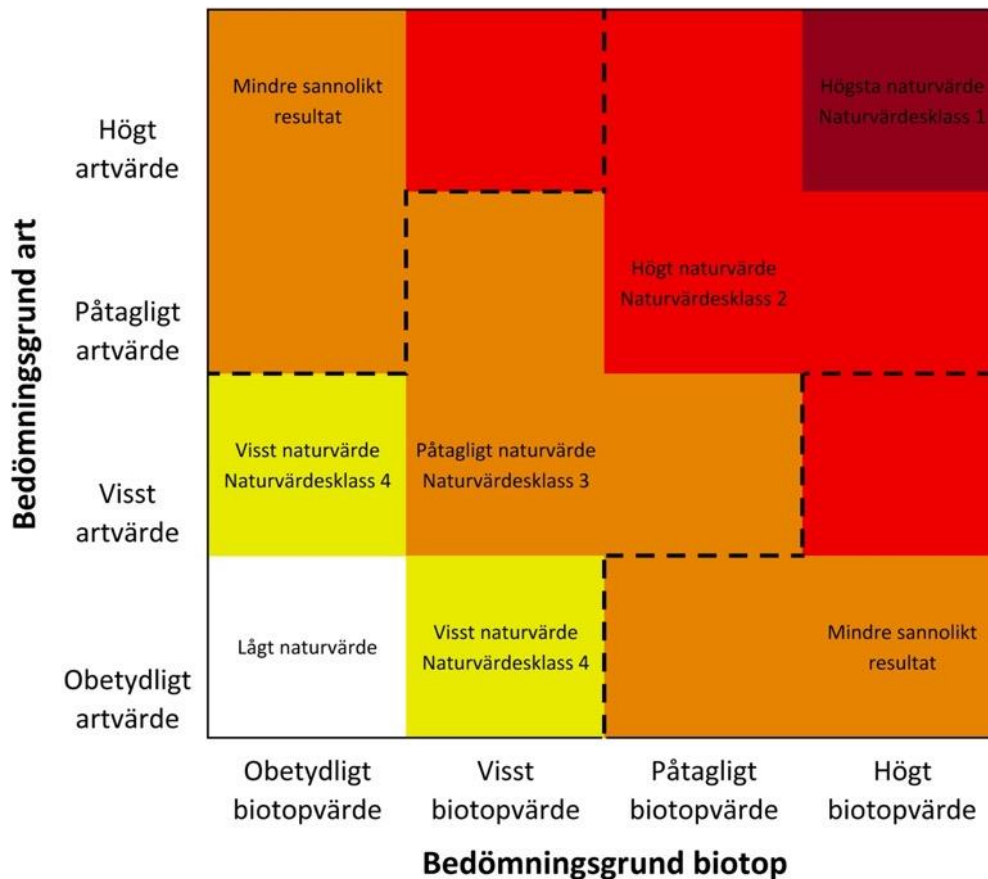 Bedömningsgrund art
Högt
artvärde
Mindre sannolikt
resultat
Högsta naturvärde
Naturvärdesklass 1
Påtagligt
artvärde
Högt naturvärde
Naturvärdesklass 2
Visst
artvärde
Visst naturvärde
Naturvärdesklass 4
Påtagligt naturvärde
Naturvärdesklass 3
Obetydligt
artvärde
Lågt naturvärde
Visst naturvärde
Naturvärdesklass 4
Mindre sannolikt
resultat
Obetydligt
biotopvärde
Visst
biotopvärde
Påtagligt
biotopvärde
Högt
biotopvärde
Bedömningsgrund biotop